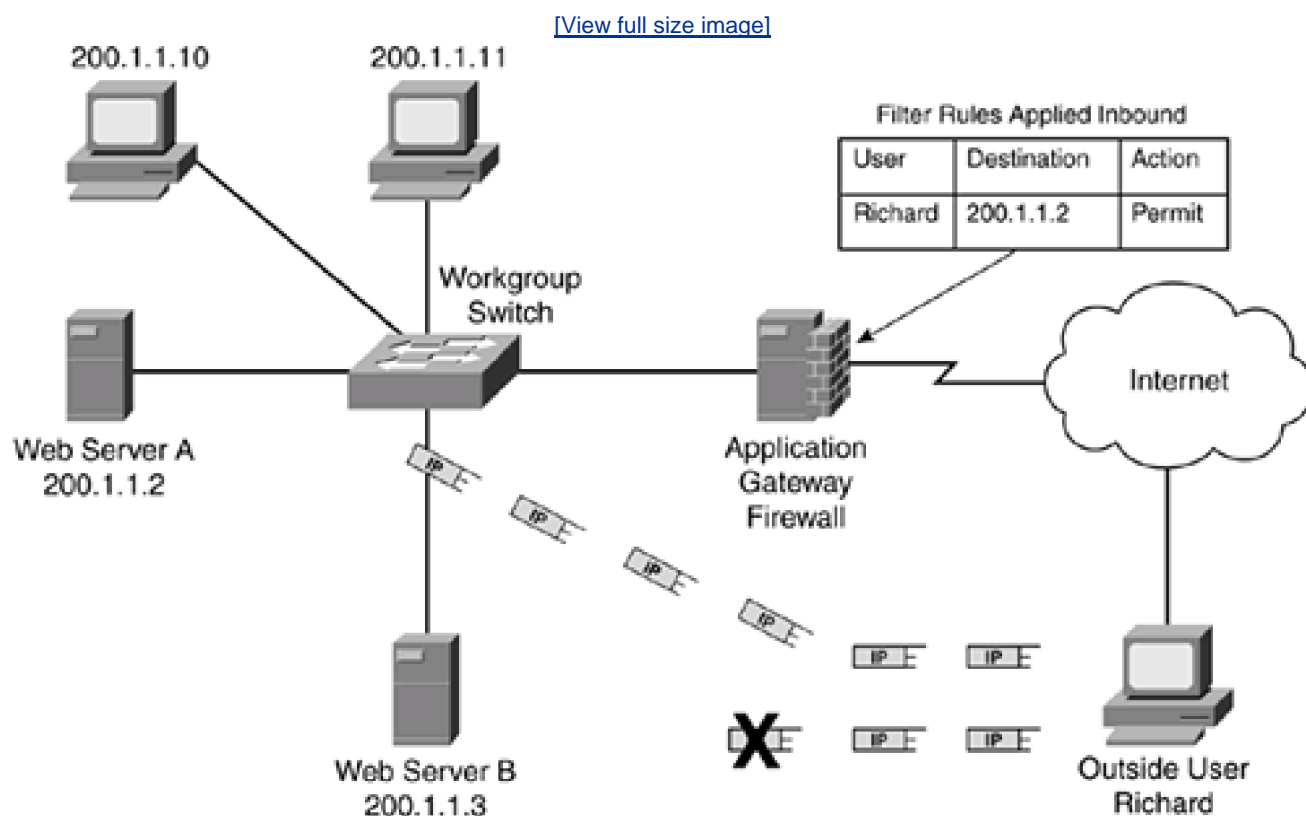 [View full size image]
200.1.1.10
200.1.1.11
Filter Rules Applied Inbound
User Destination Action
Richard 200.1.1.2 Permit
Workgroup
Switch
Internet
Web Server A
200.1.1.2
Application
Gateway
Firewall
IP
IP
IP
IP
IP IP
IP IP
Web Server B
200.1.1.3
Outside User
Richard